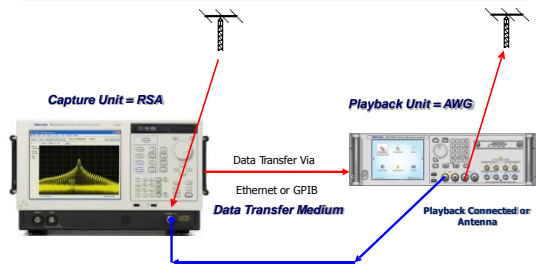 Capture Unit = RSA
Playback Unit = AWG
Data Transfer Via
Ethernet or GPIB
Data Transfer Medium
Playback Connected or
Antenna